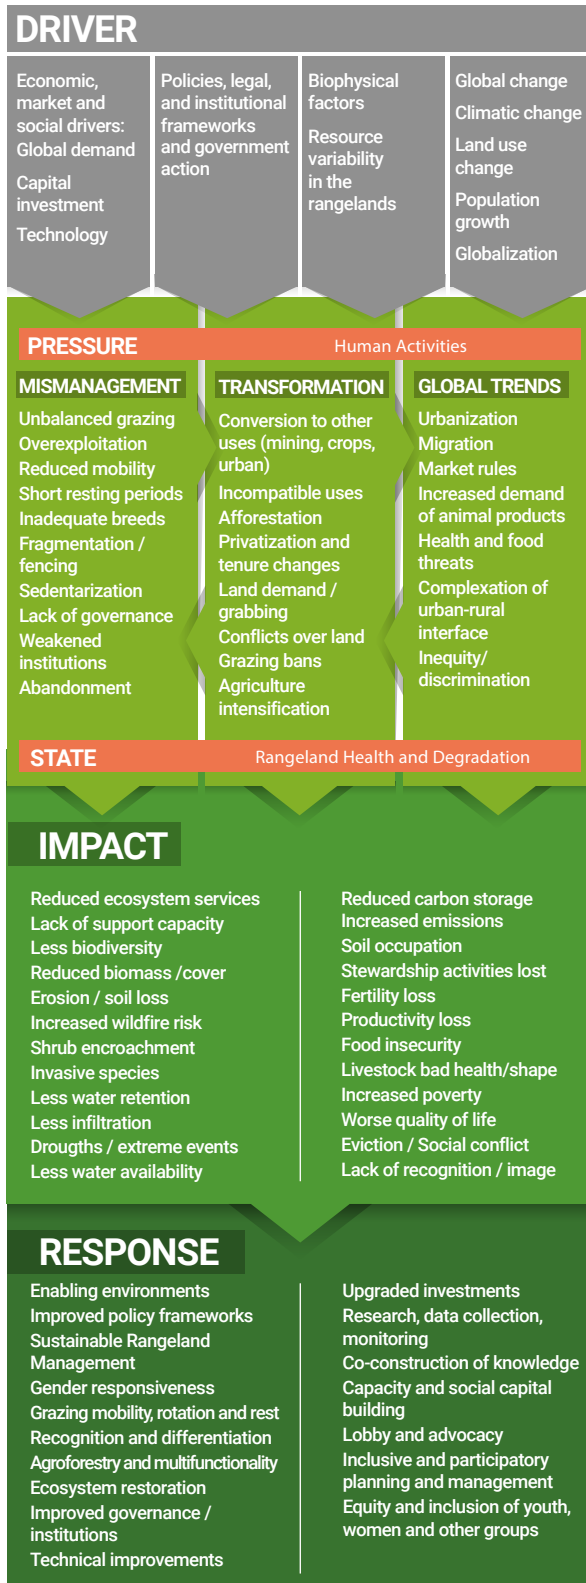 DRIVER
Economic,
market and
social drivers:
Global demand
Capital
investment
Technology
Policies, legal,
and institutional
frameworks
and government
action
Biophysical
factors
Resource
variability
in the
rangelands
Global change
Climatic change
Land use
change
Population
growth
Globalization
PRESSURE
Human Activities
MISMANAGEMENT
Unbalanced grazing
Overexploitation
Reduced mobility
Short resting periods
Inadequate breeds
Fragmentation /
fencing
Sedentarization
Lack of governance
Weakened
institutions
Abandonment
TRANSFORMATION
Conversion to other
uses (mining, crops,
urban)
Incompatible uses
Afforestation
Privatization and
tenure changes
Land demand /
grabbing
Conflicts over land
Grazing bans
Agriculture
intensification
GLOBAL TRENDS
Urbanization
Migration
Market rules
Increased demand
of animal products
Health and food
threats
Complexation of
urban-rural
interface
Inequity/
discrimination
STATE
Rangeland Health and Degradation
IMPACT
Reduced ecosystem services
Lack of support capacity
Less biodiversity
Reduced biomass /cover
Erosion / soil loss
Increased wildfire risk
Shrub encroachment
Invasive species
Less water retention
Less infiltration
Drougths / extreme events
Less water availability
Reduced carbon storage
Increased emissions
Soil occupation
Stewardship activities lost
Fertility loss
Productivity loss
Food insecurity
Livestock bad health/shape
Increased poverty
Worse quality of life
Eviction / Social conflict
Lack of recognition / image
RESPONSE
Enabling environments
Improved policy frameworks
Sustainable Rangeland
Management
Gender responsiveness
Grazing mobility, rotation and rest
Recognition and differentiation
Agroforestry and multifunctionality
Ecosystem restoration
Improved governance /
institutions
Technical improvements
Upgraded investments
Research, data collection,
monitoring
Co-construction of knowledge
Capacity and social capital
building
Lobby and advocacy
Inclusive and participatory
planning and management
Equity and inclusion of youth,
women and other groups